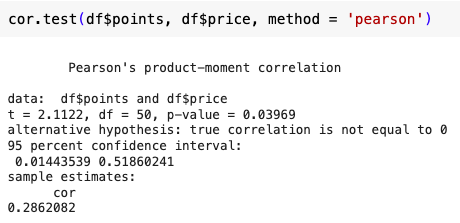 cor.test(df$points, df$price, method = 'pearson')
Pearson's product-moment correlation
data:  df$points and df$price
t = 2.1122, df = 50, p-value = 0.03969
alternative hypothesis: true correlation is not equal to 0
95 percent confidence interval:
 0.01443539 0.51860241
sample estimates:
cor
0.2862082